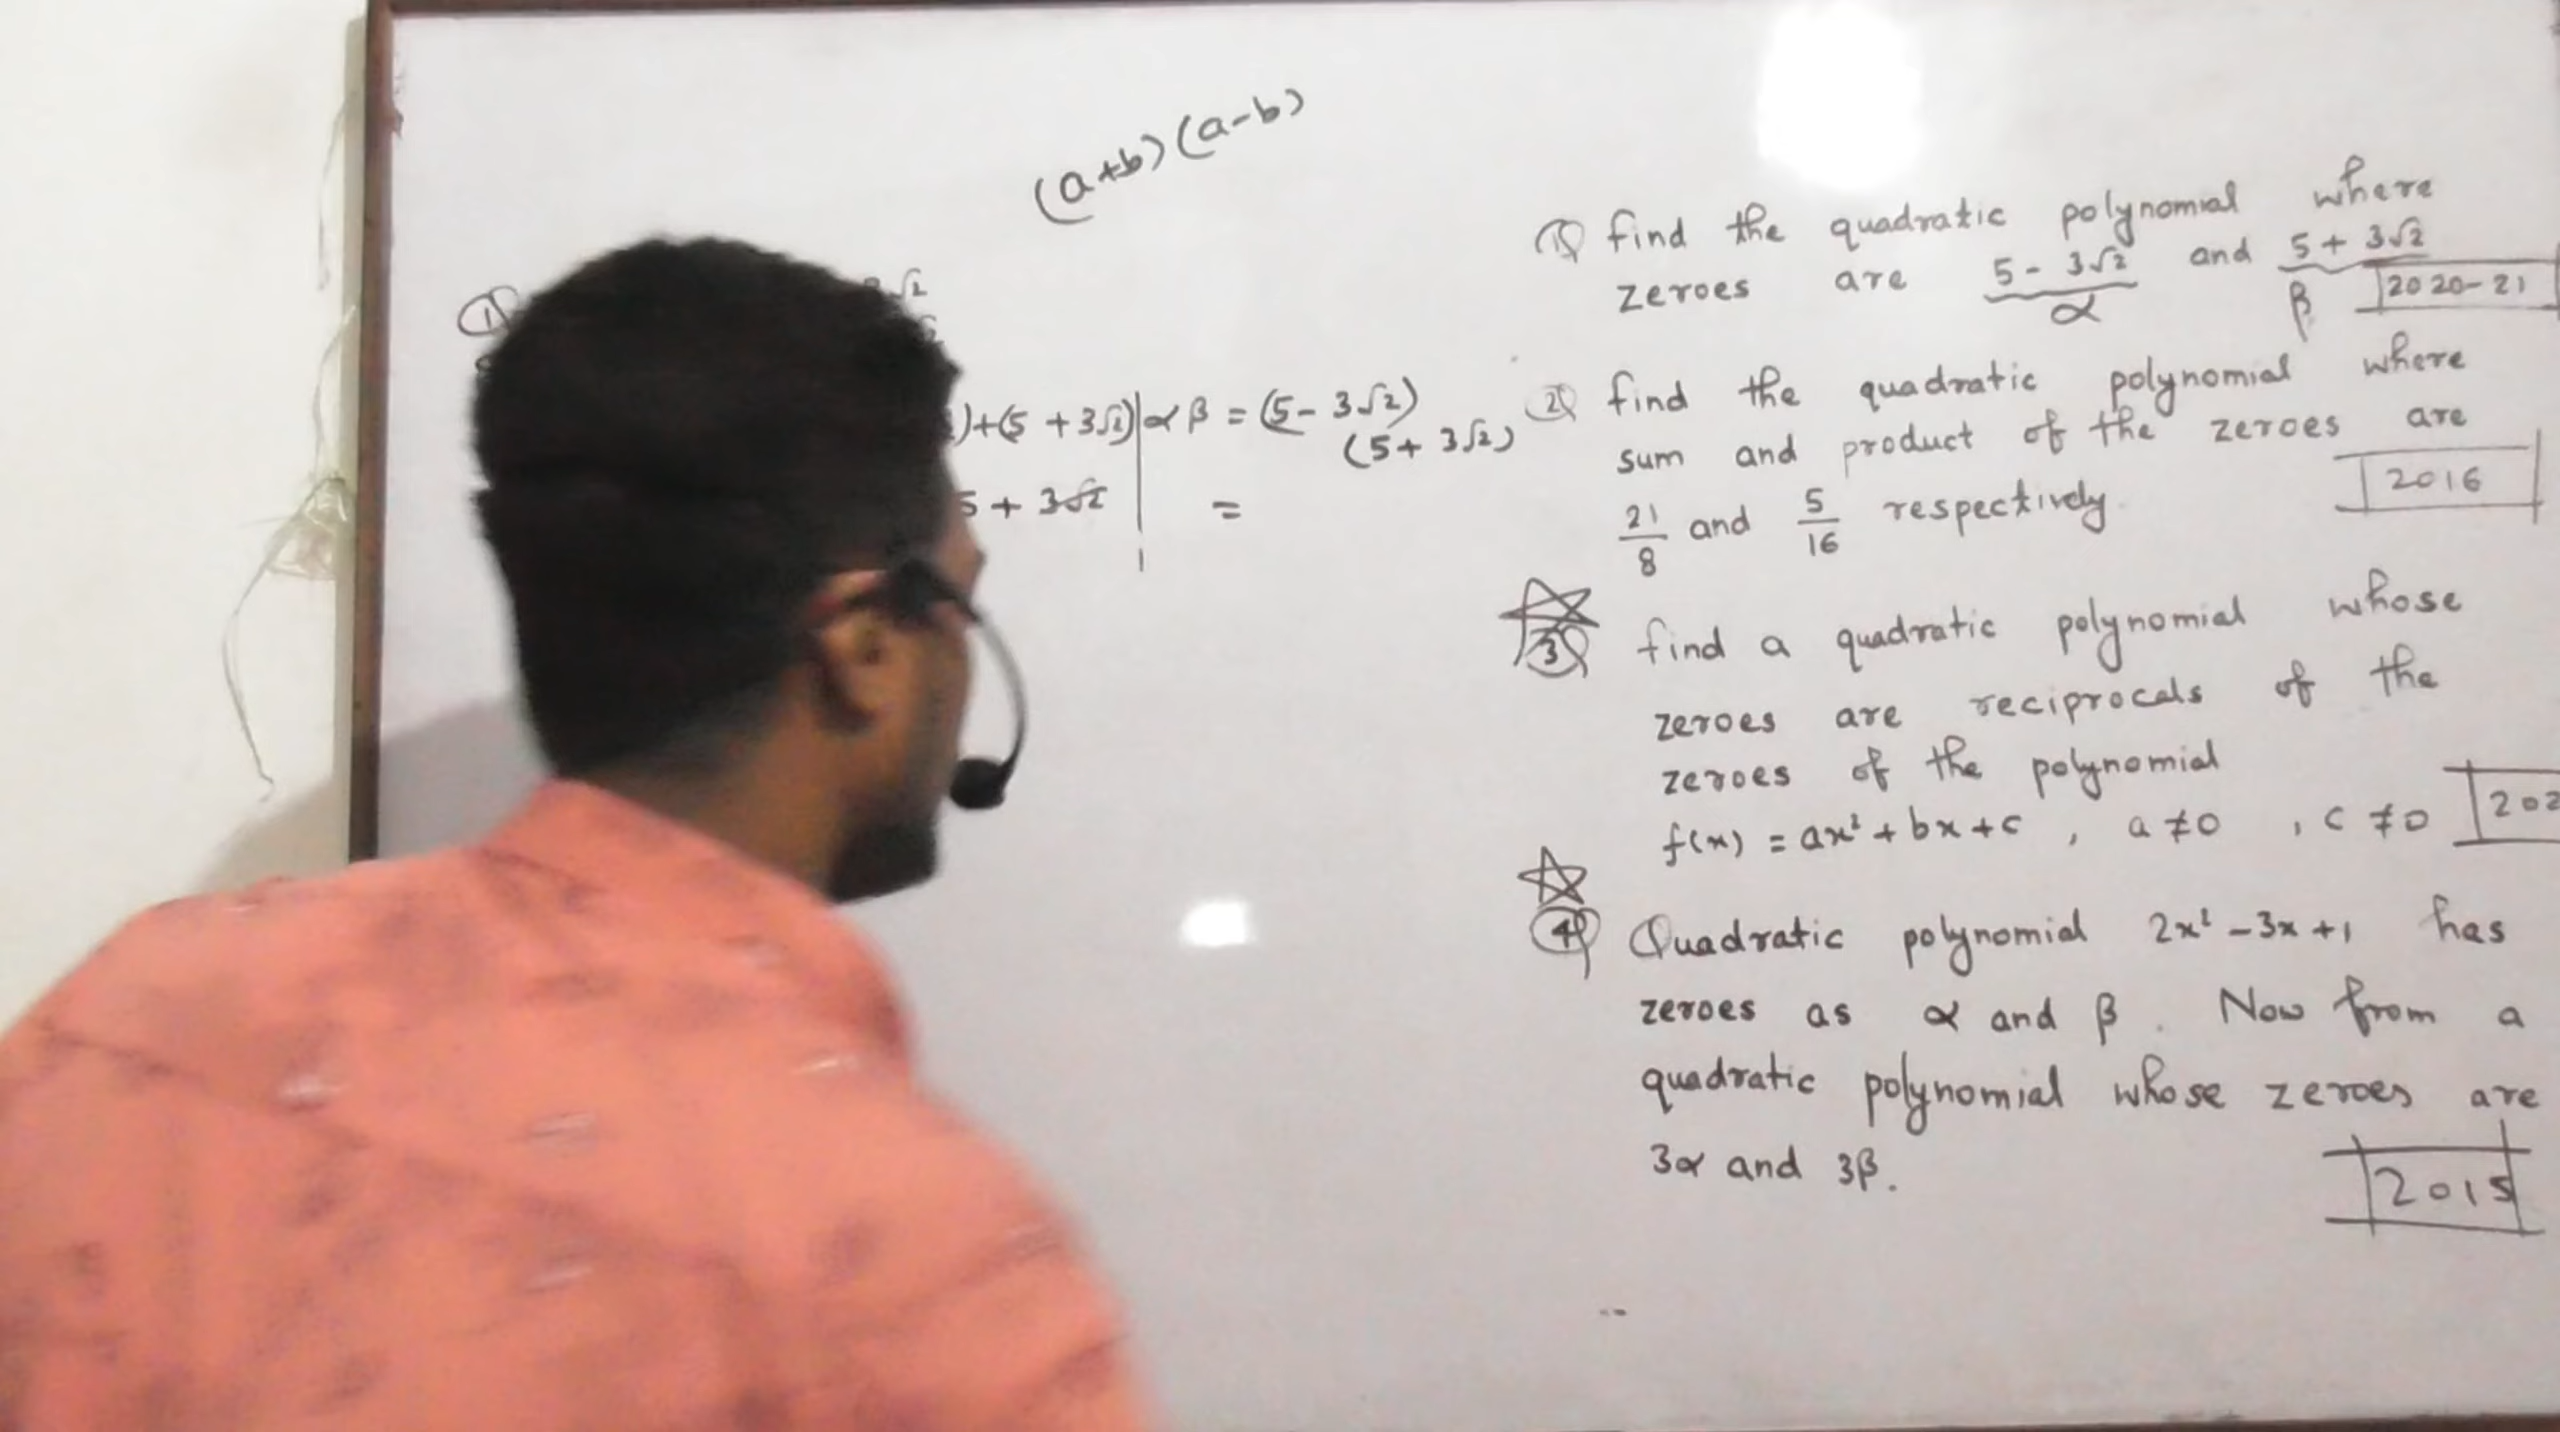 (a+b)(a-b)
①
√2
)+(5 + 3√2) αβ = (5 - 3√2)
(5 + 3√2)
5 + 3√2 =
① find the quadratic polynomial where
zeroes are 5 - 3√2 and 5 + 3√2
α β 2020-21
② find the quadratic polynomial where
sum and product of the zeroes are
21/8 and 5/16 respectively. 2016
③ find a quadratic polynomial whose
zeroes are reciprocals of the
zeroes of the polynomial
f(x) = ax² + bx + c , a ≠ 0 , c ≠ 0 202
④ Quadratic polynomial 2x² - 3x + 1 has
zeroes as α and β. Now from a
quadratic polynomial whose zeroes are
3α and 3β.
2015